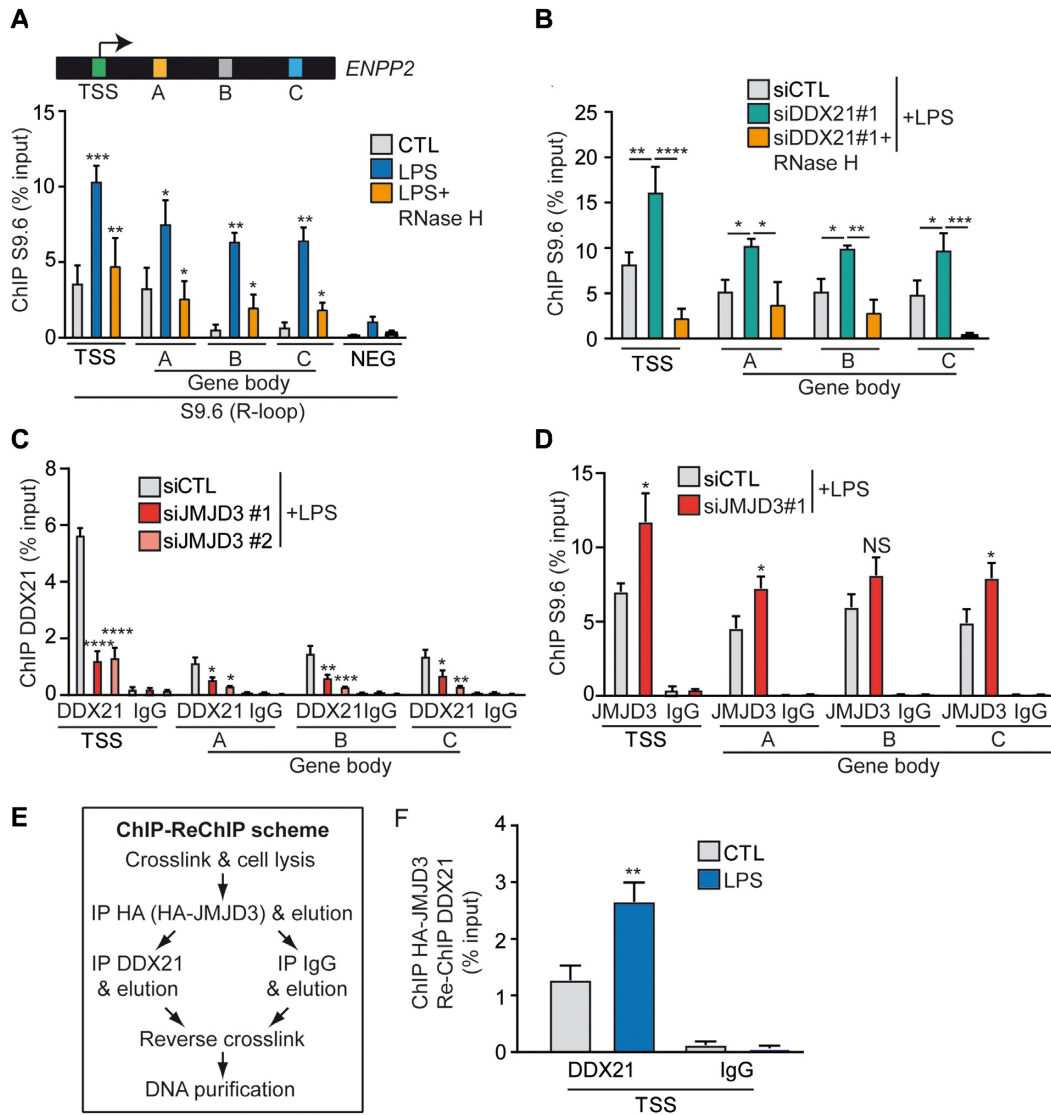 A
ENPP2
TSS A B C
15
10
5
0
ChIP S9.6 (% input)
CTL
LPS
LPS+
RNase H
***
**
*
*
**
*
**
*
TSS A B C NEG
Gene body
S9.6 (R-loop)
B
siCTL
siDDX21#1
siDDX21#1+
RNase H
+LPS
25
20
15
10
5
0
ChIP S9.6 (% input)
** ****
* *
* **
* ***
TSS A B C
Gene body
C
8
6
4
2
0
ChIP DDX21 (% input)
siCTL
siJMJD3 #1
siJMJD3 #2
+LPS
****
****
*
*
**
***
*
**
DDX21 IgG DDX21 IgG DDX21 IgG DDX21 IgG
TSS A B C
Gene body
D
15
10
5
0
ChIP S9.6 (% input)
siCTL
siJMJD3#1
+LPS
*
*
NS
*
JMJD3 IgG JMJD3 IgG JMJD3 IgG JMJD3 IgG
TSS A B C
Gene body
E
ChIP-ReChIP scheme
Crosslink & cell lysis
IP HA (HA-JMJD3) & elution
IP DDX21
& elution
IP IgG
& elution
Reverse crosslink
DNA purification
F
4
3
2
1
0
ChIP HA-JMJD3
Re-ChIP DDX21
(% input)
CTL
LPS
**
DDX21 IgG
TSS